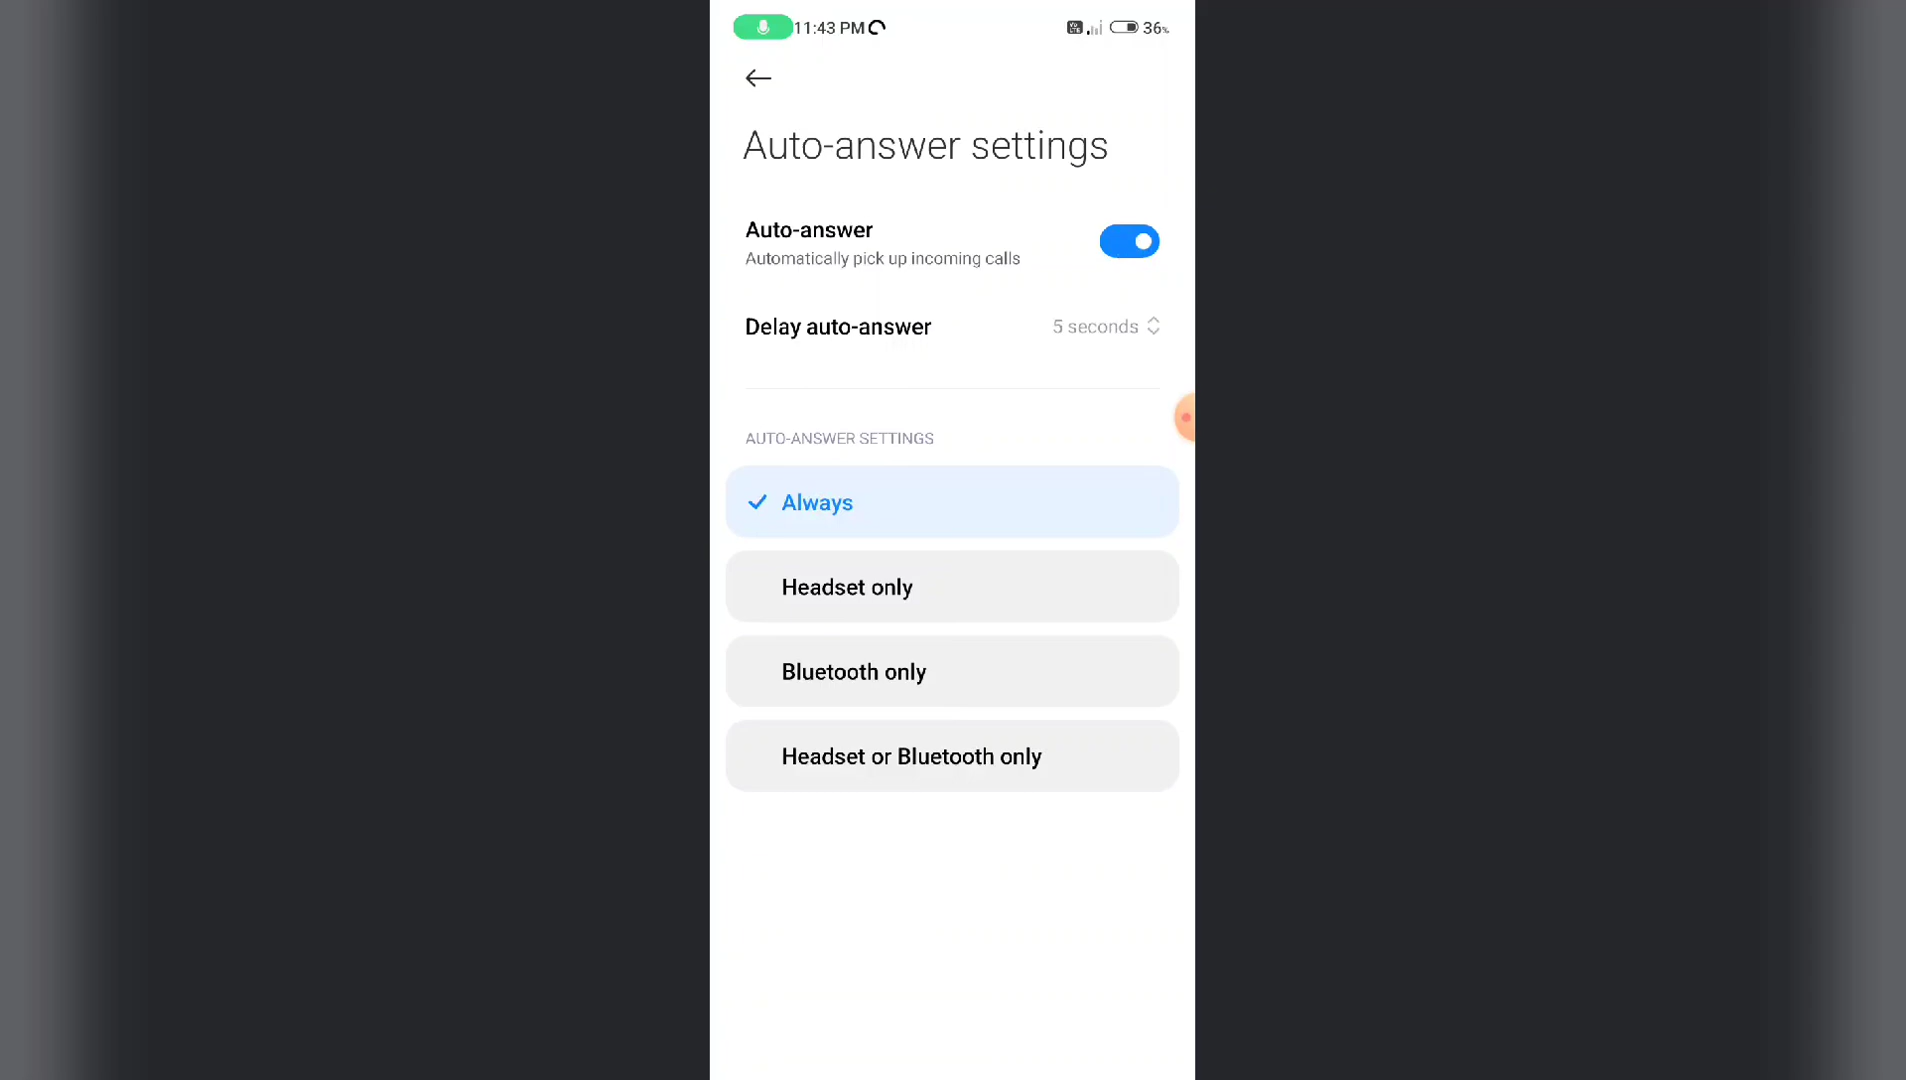 11:43 PM 36%
Auto-answer settings
Auto-answer
Automatically pick up incoming calls
Delay auto-answer 5 seconds
AUTO-ANSWER SETTINGS
Always
Headset only
Bluetooth only
Headset or Bluetooth only